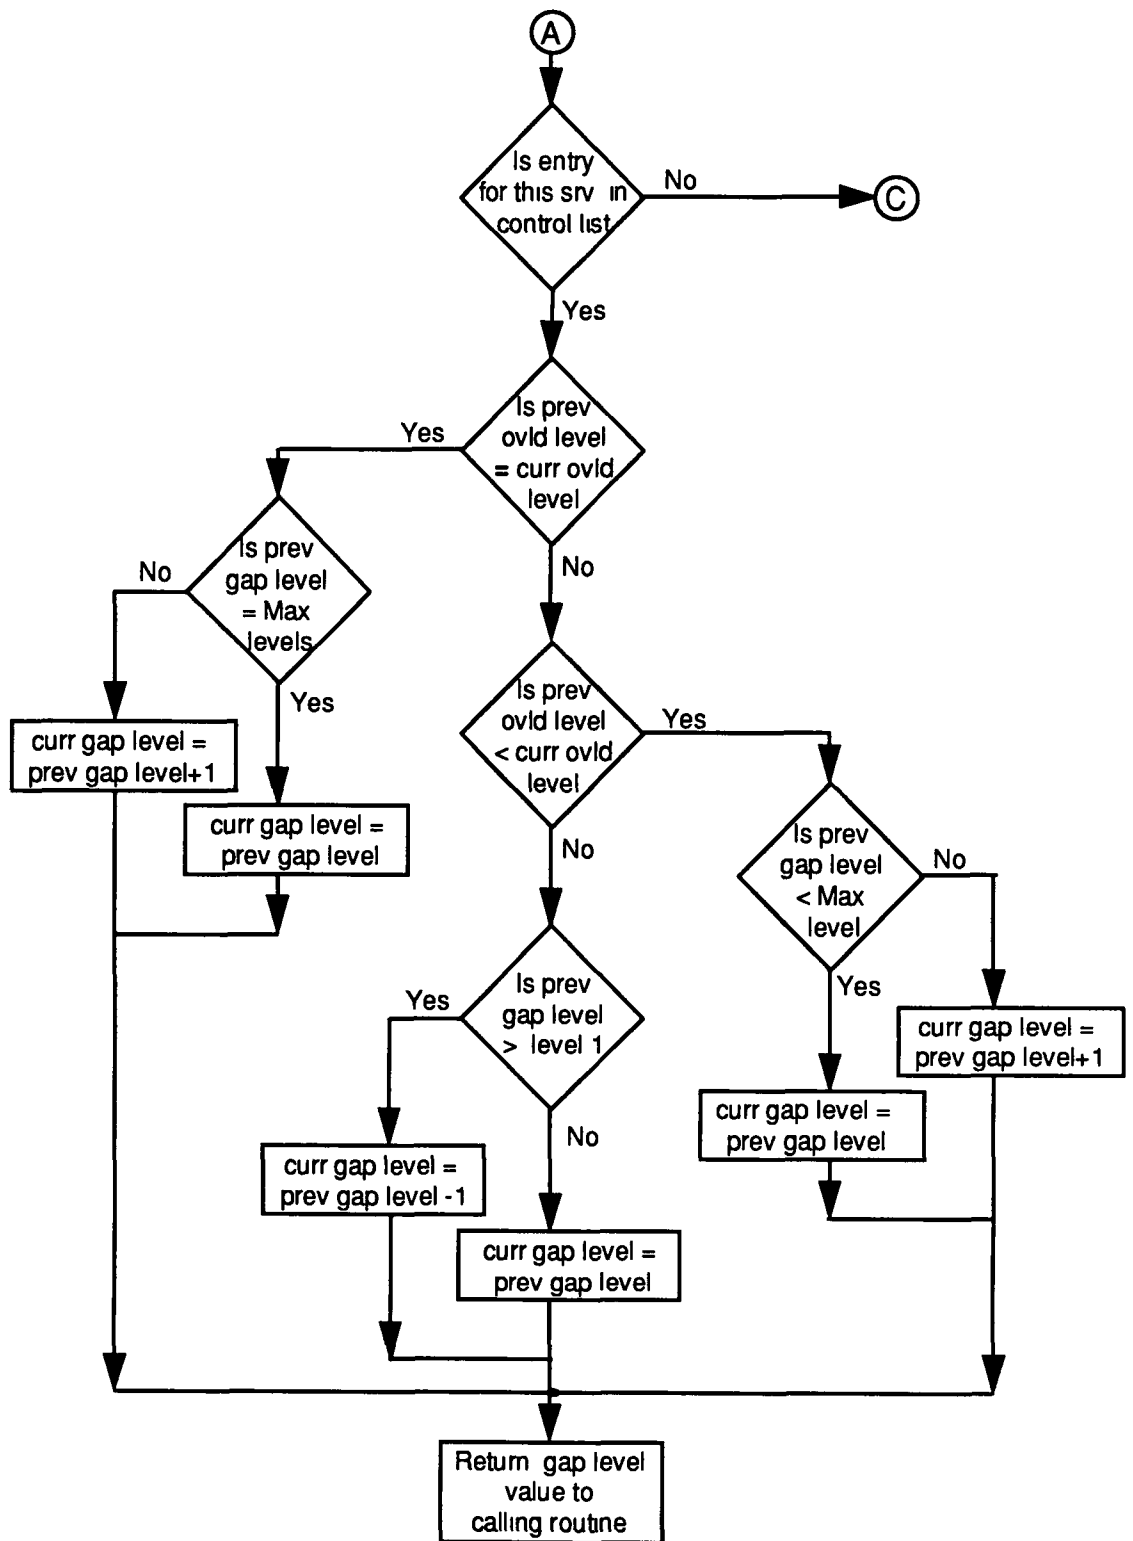 A
Is entry
for this srv in
control list
No
C
Yes
Is prev
ovld level
= curr ovld
level
Yes
No
Is prev
gap level
= Max
levels
No
Yes
curr gap level =
prev gap level+1
curr gap level =
prev gap level
Is prev
ovld level
< curr ovld
level
Yes
No
Is prev
gap level
< Max
level
No
Yes
curr gap level =
prev gap level+1
curr gap level =
prev gap level
Is prev
gap level
> level 1
Yes
No
curr gap level =
prev gap level -1
curr gap level =
prev gap level
Return gap level
value to
calling routine